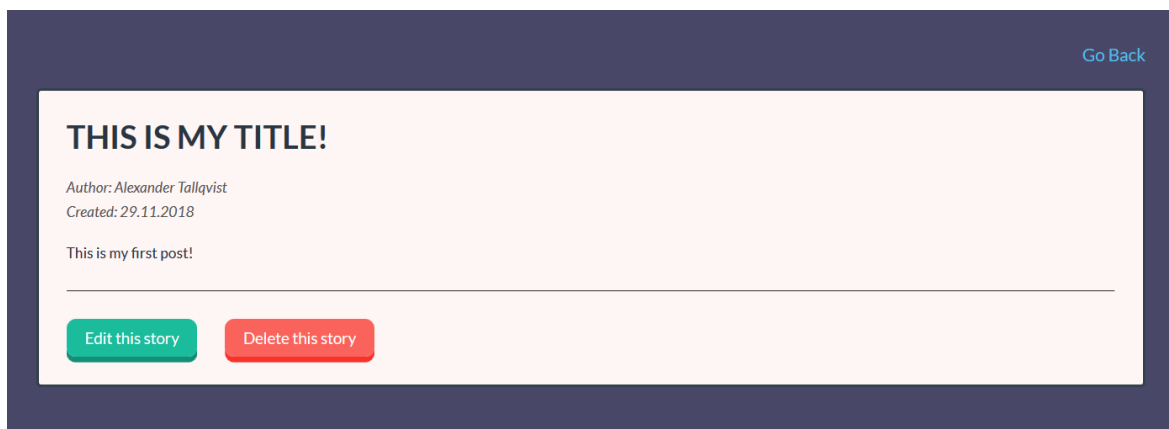 Go Back
THIS IS MY TITLE!
Author: Alexander Tallqvist
Created: 29.11.2018
This is my first post!
Edit this story
Delete this story